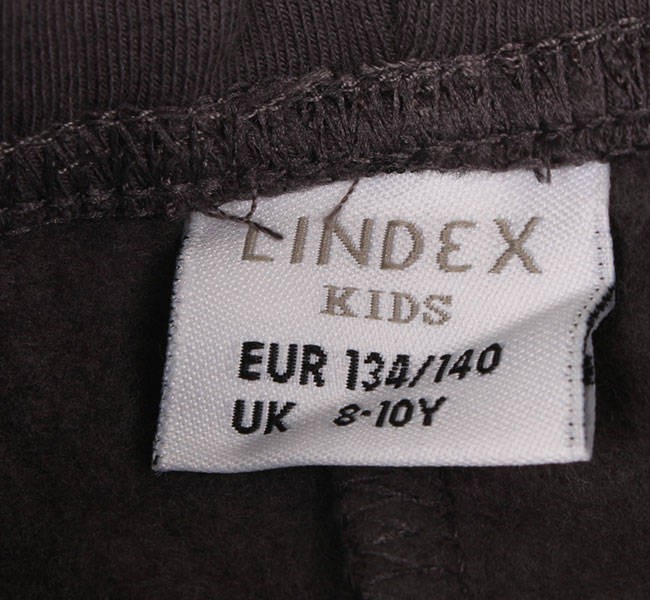 LINDEX
KIDS
EUR 134/140
UK 8-10Y